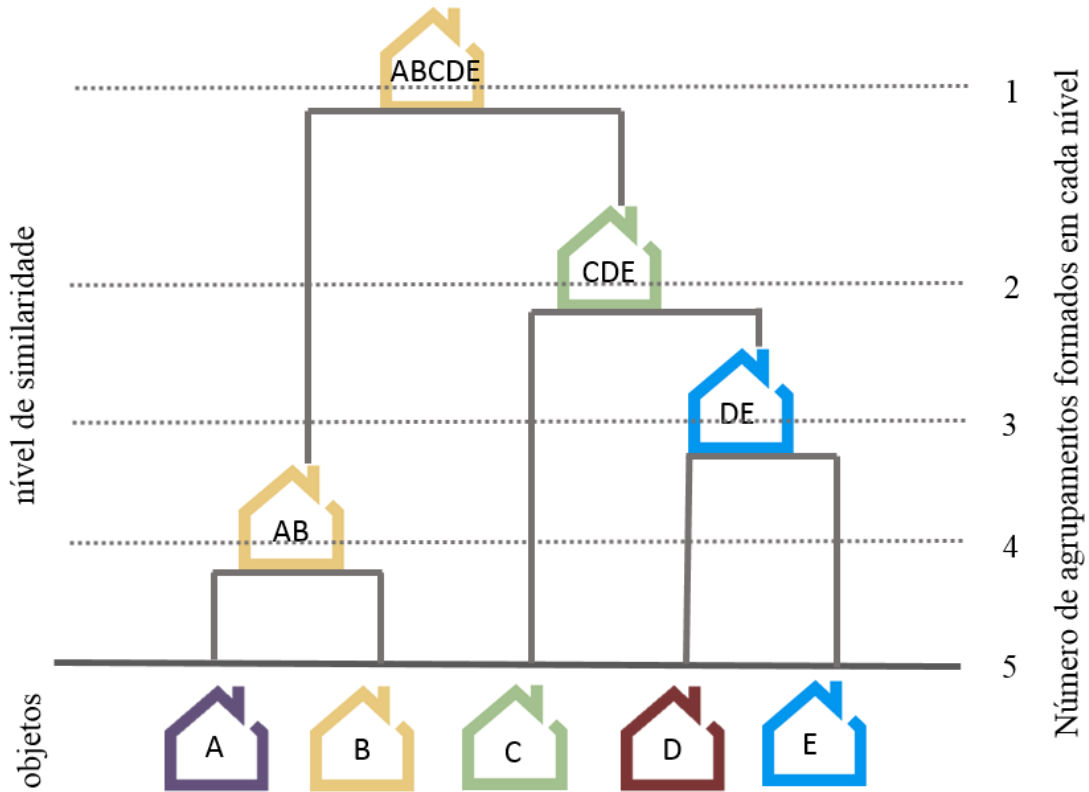 ABCDE
1
CDE
2
DE
3
AB
4
5
A
B
C
D
E
nível de similaridade
objetos
Número de agrupamentos formados em cada nível